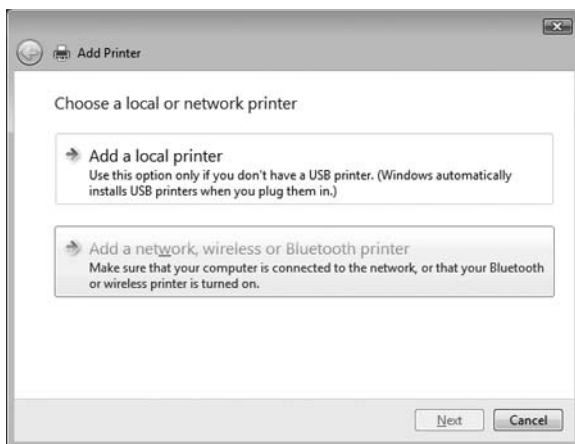 Add Printer
Choose a local or network printer
Add a local printer
Use this option only if you don't have a USB printer. (Windows automatically
installs USB printers when you plug them in.)
Add a network, wireless or Bluetooth printer
Make sure that your computer is connected to the network, or that your Bluetooth
or wireless printer is turned on.
Next Cancel